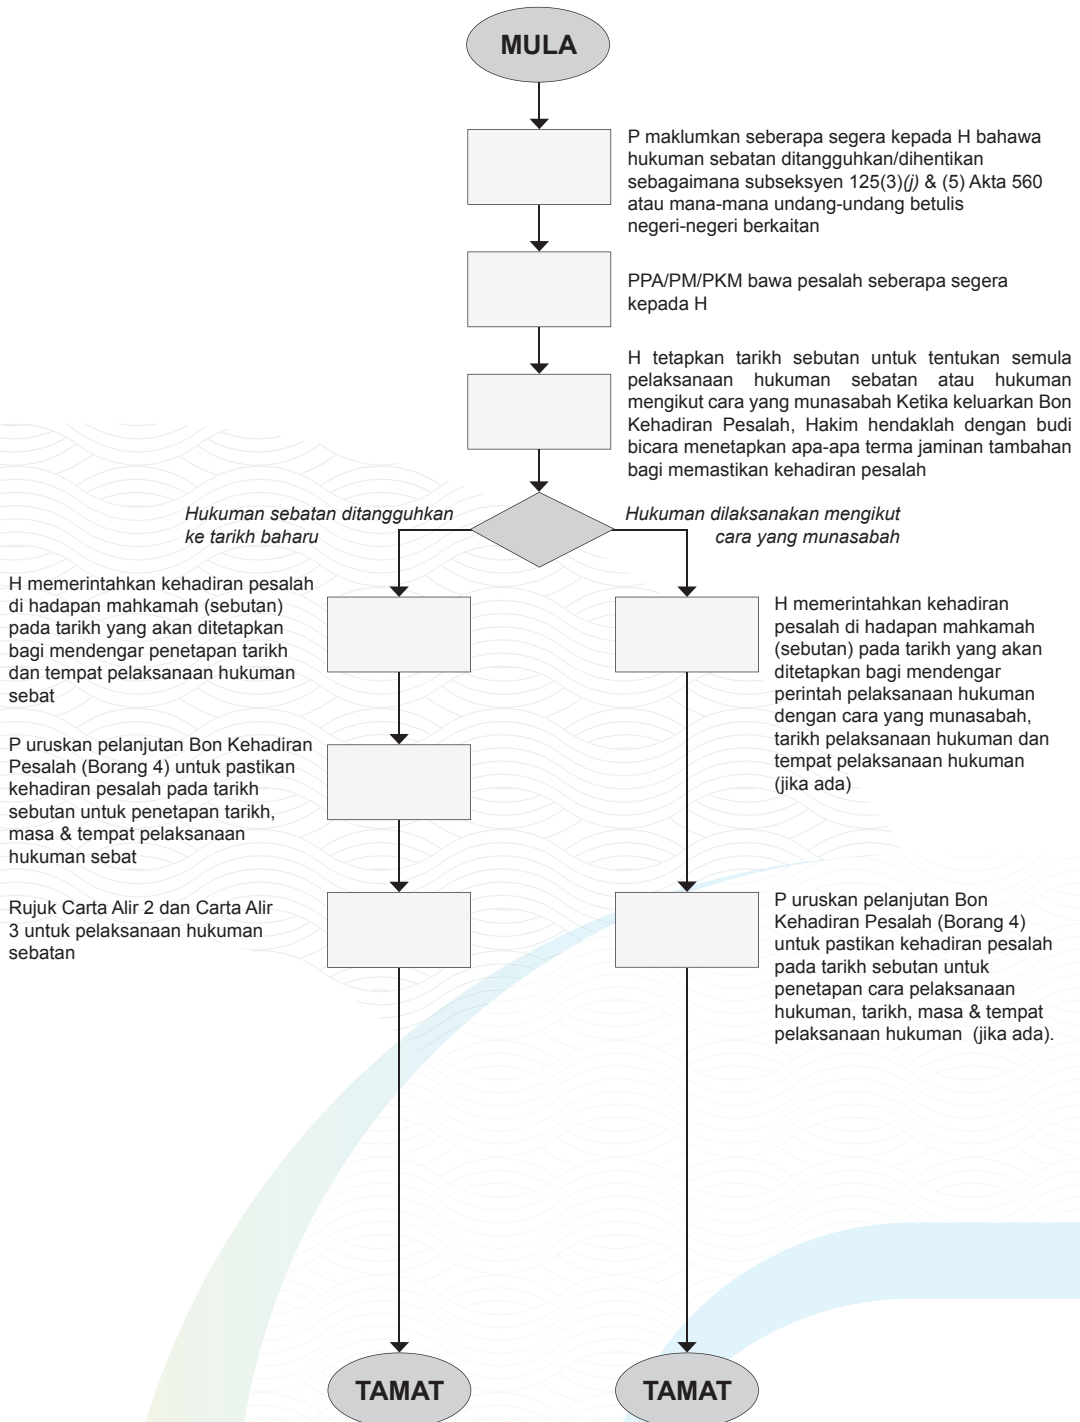 MULA
P maklumkan seberapa segera kepada H bahawa
hukuman sebatan ditangguhkan/dihentikan
sebagaimana subseksyen 125(3)(j) & (5) Akta 560
atau mana-mana undang-undang betulis
negeri-negeri berkaitan
PPA/PM/PKM bawa pesalah seberapa segera
kepada H
H tetapkan tarikh sebutan untuk tentukan semula
pelaksanaan hukuman sebatan atau hukuman
mengikut cara yang munasabah Ketika keluarkan Bon
Kehadiran Pesalah, Hakim hendaklah dengan budi
bicara menetapkan apa-apa terma jaminan tambahan
bagi memastikan kehadiran pesalah
Hukuman sebatan ditangguhkan
ke tarikh baharu
Hukuman dilaksanakan mengikut
cara yang munasabah
H memerintahkan kehadiran pesalah
di hadapan mahkamah (sebutan)
pada tarikh yang akan ditetapkan
bagi mendengar penetapan tarikh
dan tempat pelaksanaan hukuman
sebat
P uruskan pelanjutan Bon Kehadiran
Pesalah (Borang 4) untuk pastikan
kehadiran pesalah pada tarikh
sebutan untuk penetapan tarikh,
masa & tempat pelaksanaan
hukuman sebat
Rujuk Carta Alir 2 dan Carta Alir
3 untuk pelaksanaan hukuman
sebatan
H memerintahkan kehadiran
pesalah di hadapan mahkamah
(sebutan) pada tarikh yang akan
ditetapkan bagi mendengar
perintah pelaksanaan hukuman
dengan cara yang munasabah,
tarikh pelaksanaan hukuman dan
tempat pelaksanaan hukuman
(jika ada)
P uruskan pelanjutan Bon
Kehadiran Pesalah (Borang 4)
untuk pastikan kehadiran pesalah
pada tarikh sebutan untuk
penetapan cara pelaksanaan
hukuman, tarikh, masa & tempat
pelaksanaan hukuman (jika ada).
TAMAT
TAMAT